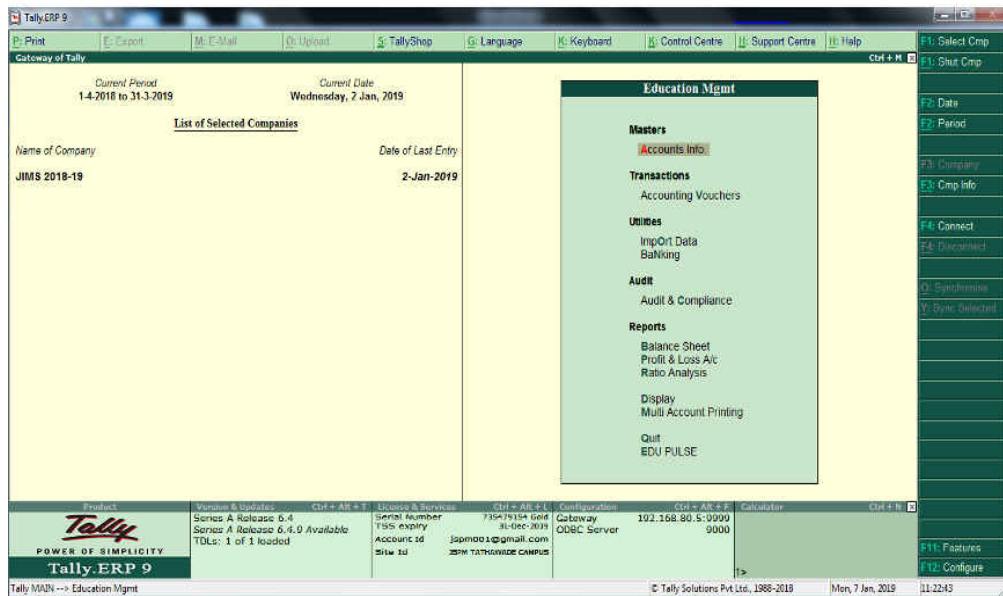 Tally.ERP 9
P: Print E: Export M: E-Mail O: Upload S: TallyShop G: Language K: Keyboard K: Control Centre H: Support Centre H: Help
F1: Select Cmp
Gateway of Tally Ctrl + M
F1: Shut Cmp
Current Period Current Date
1-4-2018 to 31-3-2019 Wednesday, 2 Jan, 2019
List of Selected Companies
Name of Company Date of Last Entry
JIMS 2018-19 2-Jan-2019
Education Mgmt
Masters
Accounts Info.
Transactions
Accounting Vouchers
Utilities
ImpOrt Data
BaNking
Audit
Audit & Compliance
Reports
Balance Sheet
Profit & Loss A/c
Ratio Analysis
Display
Multi Account Printing
Quit
EDU PULSE
F2: Date
F2: Period
F3: Company
F3: Cmp Info
F4: Connect
F4: Disconnect
Q: Synchronise
Y: Sync Selected
F11: Features
F12: Configure
Product
Tally
POWER OF SIMPLICITY
Tally.ERP 9
Version & Updates Ctrl + Alt + T
Series A Release 6.4
Series A Release 6.4.9 Available
TDLs: 1 of 1 loaded
License & Services Ctrl + Alt + L
Serial Number Gold
TSS expiry 31-Dec-2019
Account Id
Site Id JSPM TATHAWADE CAMPUS
Configuration Ctrl + Alt + F
Gateway 192.168.80.5:9999
ODBC Server 9000
Calculator Ctrl + N
1>
Tally MAIN --> Education Mgmt © Tally Solutions Pvt Ltd., 1988-2018 Mon, 7 Jan, 2019 11:22:43